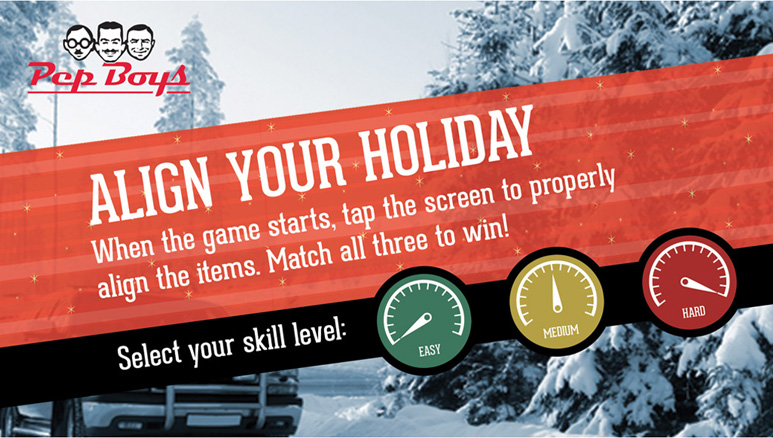 Pep Boys
ALIGN YOUR HOLIDAY
When the game starts, tap the screen to properly
align the items. Match all three to win!
Select your skill level:
EASY
MEDIUM
HARD